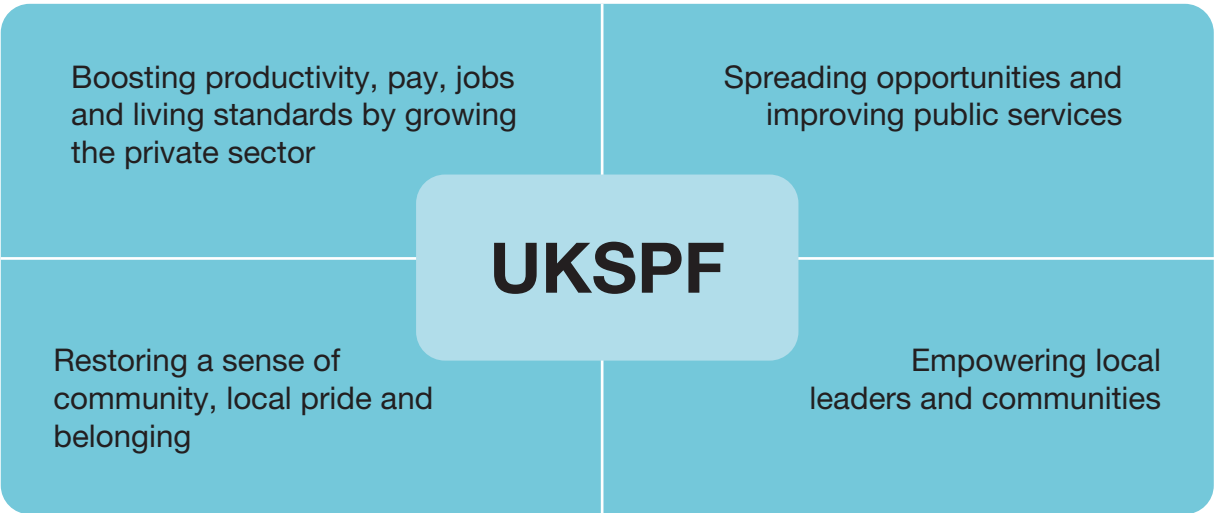 Boosting productivity, pay, jobs
and living standards by growing
the private sector
Spreading opportunities and
improving public services
UKSPF
Restoring a sense of
community, local pride and
belonging
Empowering local
leaders and communities